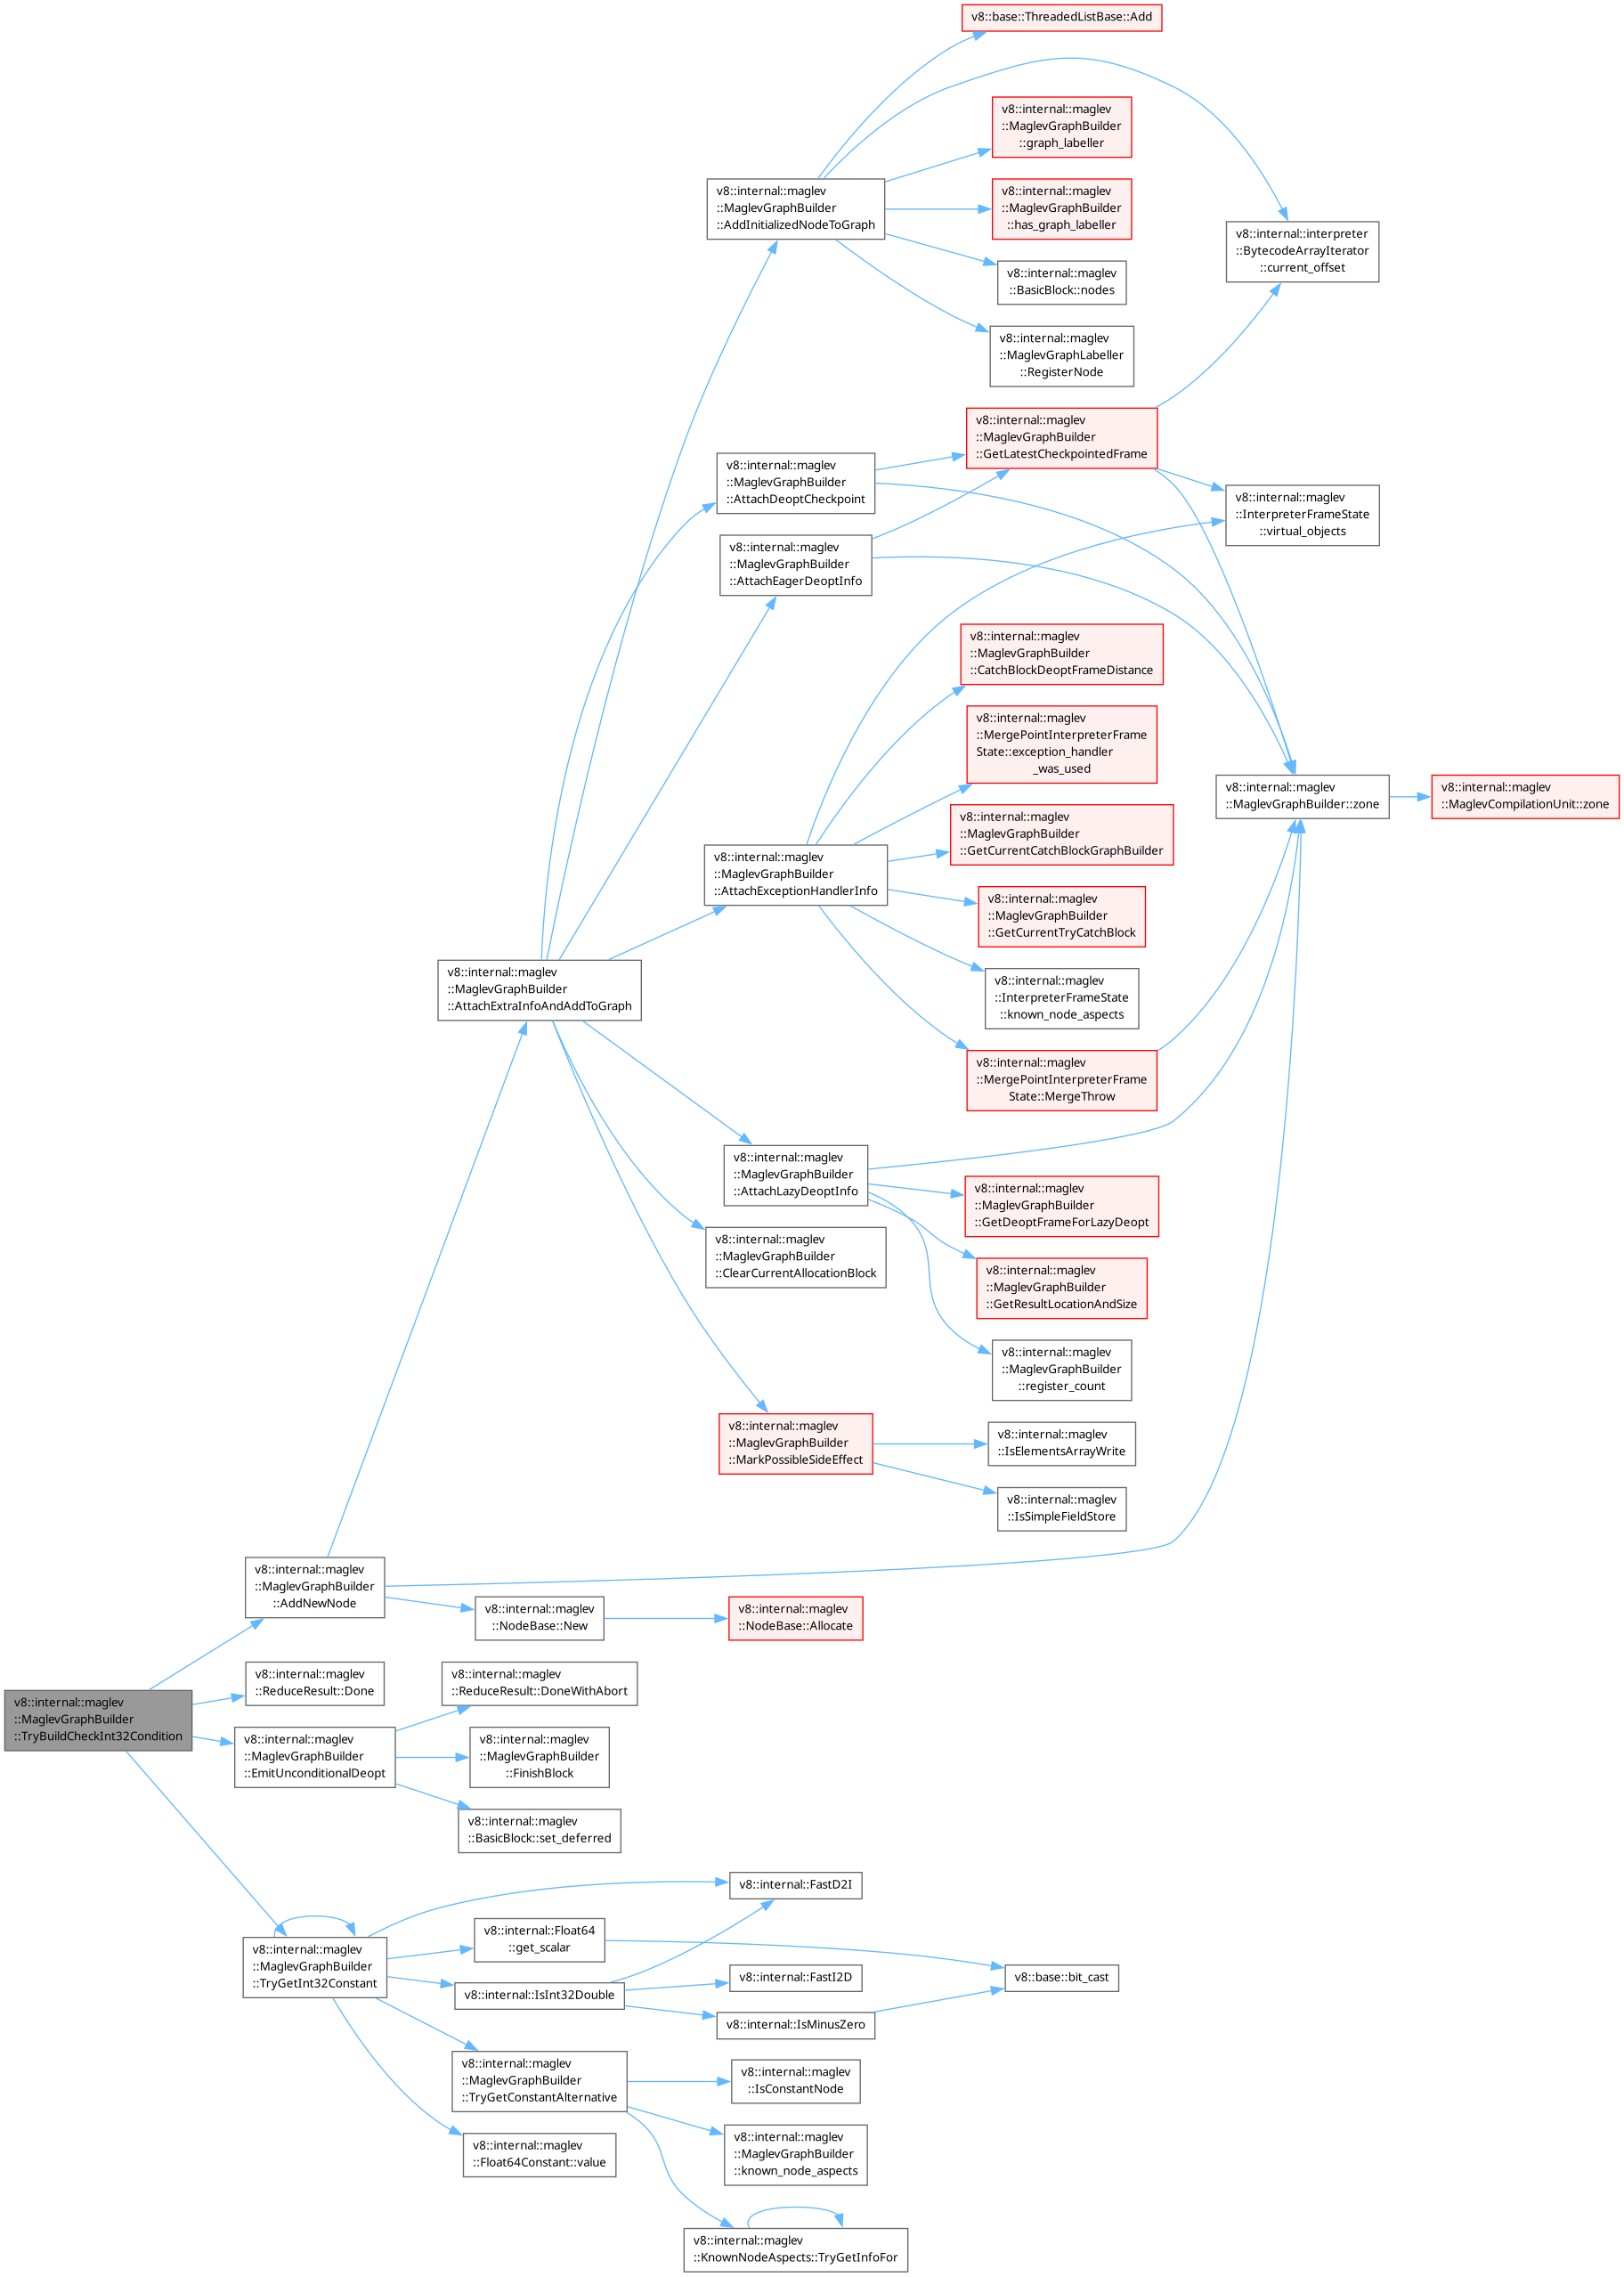 v8::base::ThreadedListBase::Add
v8::internal::maglev
::MaglevGraphBuilder
::graph_labeller
v8::internal::maglev
::MaglevGraphBuilder
::AddInitializedNodeToGraph
v8::internal::maglev
::MaglevGraphBuilder
::has_graph_labeller
v8::internal::interpreter
::BytecodeArrayIterator
::current_offset
v8::internal::maglev
::BasicBlock::nodes
v8::internal::maglev
::MaglevGraphLabeller
::RegisterNode
v8::internal::maglev
::MaglevGraphBuilder
::GetLatestCheckpointedFrame
v8::internal::maglev
::MaglevGraphBuilder
::AttachDeoptCheckpoint
v8::internal::maglev
::InterpreterFrameState
::virtual_objects
v8::internal::maglev
::MaglevGraphBuilder
::AttachEagerDeoptInfo
v8::internal::maglev
::MaglevGraphBuilder
::CatchBlockDeoptFrameDistance
v8::internal::maglev
::MergePointInterpreterFrame
State::exception_handler
_was_used
v8::internal::maglev
::MaglevGraphBuilder::zone
v8::internal::maglev
::MaglevCompilationUnit::zone
v8::internal::maglev
::MaglevGraphBuilder
::GetCurrentCatchBlockGraphBuilder
v8::internal::maglev
::MaglevGraphBuilder
::AttachExceptionHandlerInfo
v8::internal::maglev
::MaglevGraphBuilder
::GetCurrentTryCatchBlock
v8::internal::maglev
::MaglevGraphBuilder
::AttachExtraInfoAndAddToGraph
v8::internal::maglev
::InterpreterFrameState
::known_node_aspects
v8::internal::maglev
::MergePointInterpreterFrame
State::MergeThrow
v8::internal::maglev
::MaglevGraphBuilder
::AttachLazyDeoptInfo
v8::internal::maglev
::MaglevGraphBuilder
::GetDeoptFrameForLazyDeopt
v8::internal::maglev
::MaglevGraphBuilder
::ClearCurrentAllocationBlock
v8::internal::maglev
::MaglevGraphBuilder
::GetResultLocationAndSize
v8::internal::maglev
::MaglevGraphBuilder
::register_count
v8::internal::maglev
::MaglevGraphBuilder
::MarkPossibleSideEffect
v8::internal::maglev
::IsElementsArrayWrite
v8::internal::maglev
::IsSimpleFieldStore
v8::internal::maglev
::MaglevGraphBuilder
::AddNewNode
v8::internal::maglev
::NodeBase::New
v8::internal::maglev
::NodeBase::Allocate
v8::internal::maglev
::ReduceResult::Done
v8::internal::maglev
::ReduceResult::DoneWithAbort
v8::internal::maglev
::MaglevGraphBuilder
::TryBuildCheckInt32Condition
v8::internal::maglev
::MaglevGraphBuilder
::EmitUnconditionalDeopt
v8::internal::maglev
::MaglevGraphBuilder
::FinishBlock
v8::internal::maglev
::BasicBlock::set_deferred
v8::internal::FastD2I
v8::internal::maglev
::MaglevGraphBuilder
::TryGetInt32Constant
v8::internal::Float64
::get_scalar
v8::internal::FastI2D
v8::base::bit_cast
v8::internal::IsInt32Double
v8::internal::IsMinusZero
v8::internal::maglev
::MaglevGraphBuilder
::TryGetConstantAlternative
v8::internal::maglev
::IsConstantNode
v8::internal::maglev
::MaglevGraphBuilder
::known_node_aspects
v8::internal::maglev
::Float64Constant::value
v8::internal::maglev
::KnownNodeAspects::TryGetInfoFor